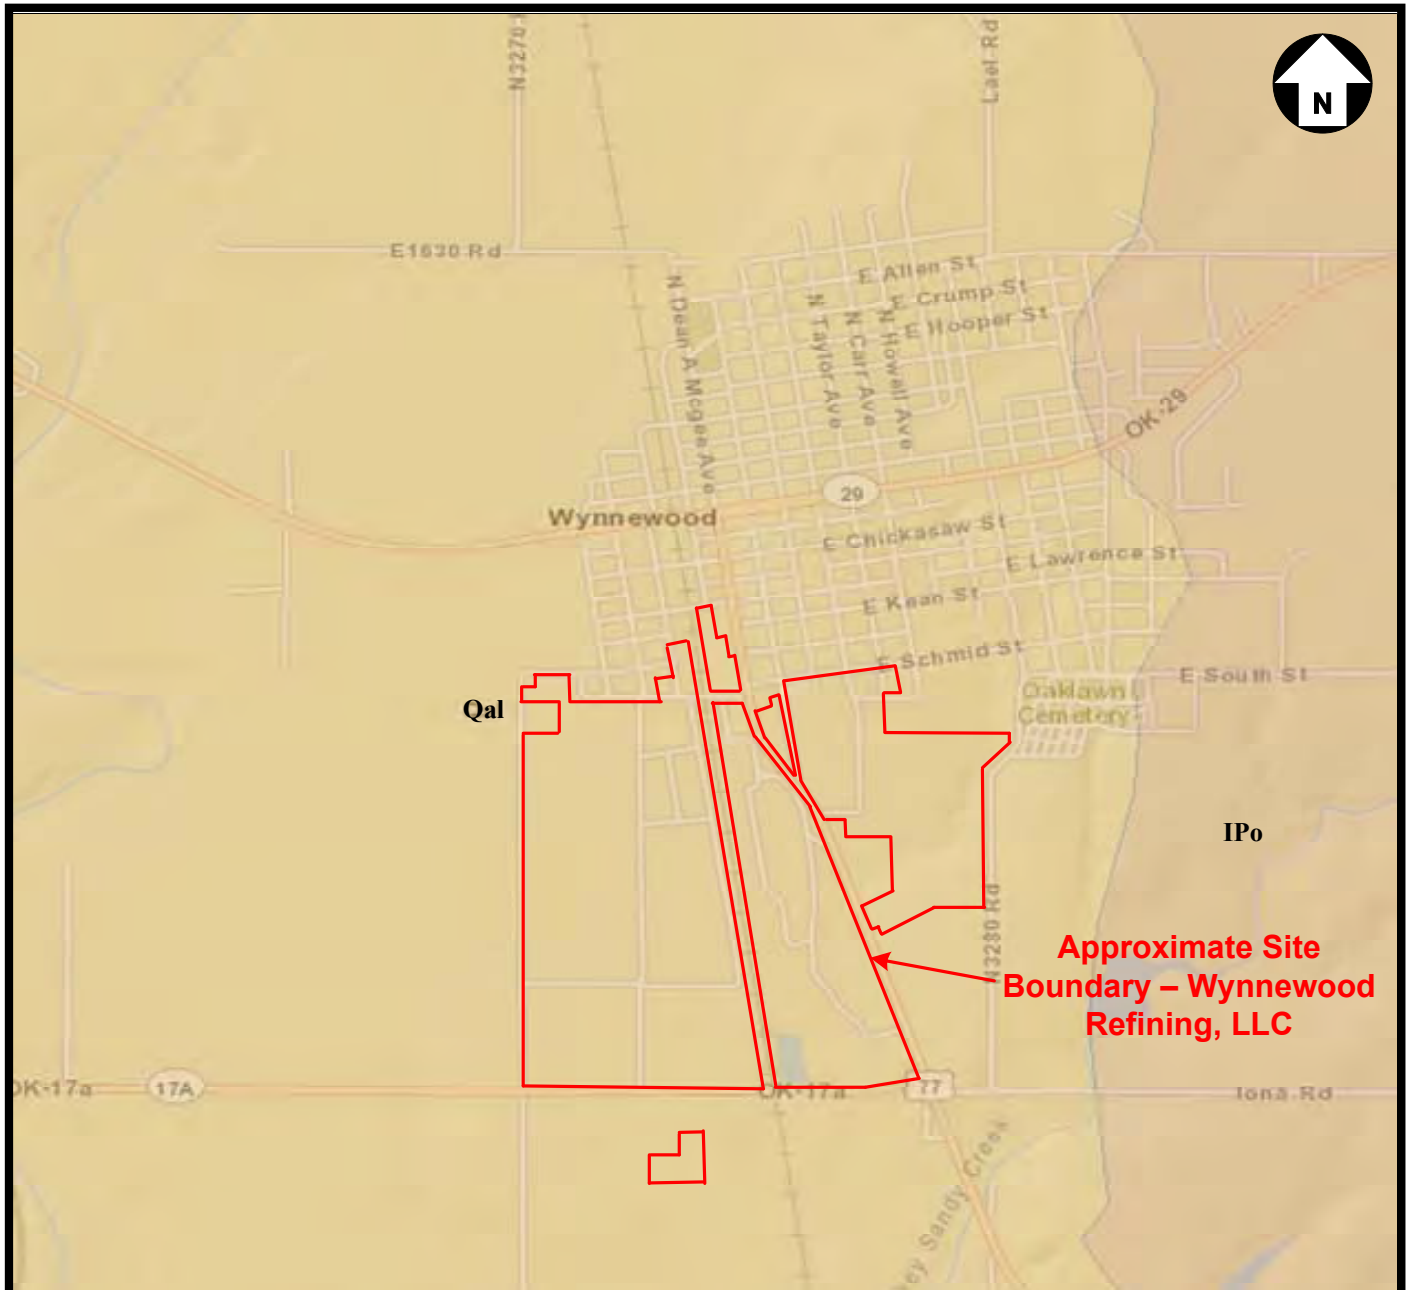 N3270
Lael Rd
N
E1630 Rd
E Allen St
E Crump St
E Hooper St
N Dean A Mcgee Ave
N Taylor Ave
N Carr Ave
N Howell Ave
OK-29
29
Wynnewood
E Chickasaw St
E Lawrence St
E Kean St
E Schmid St
E South St
Oaklawn
Cemetery
Qal
IPo
N3280 Rd
Approximate Site
Boundary – Wynnewood
Refining, LLC
OK-17a
17A
OK-17a
77
Iona Rd
Sandy Creek